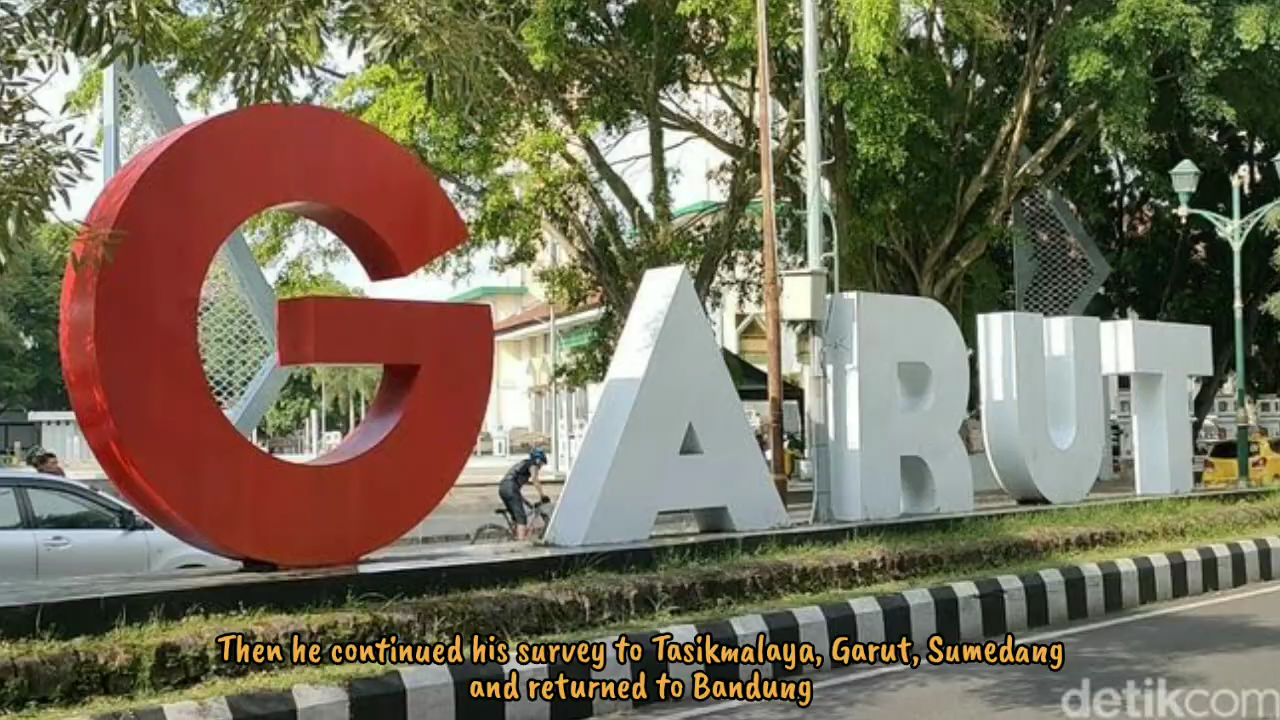 GARUT
Then he continued his survey to Tasikmalaya, Garut, Sumedang
and returned to Bandung
detikcom